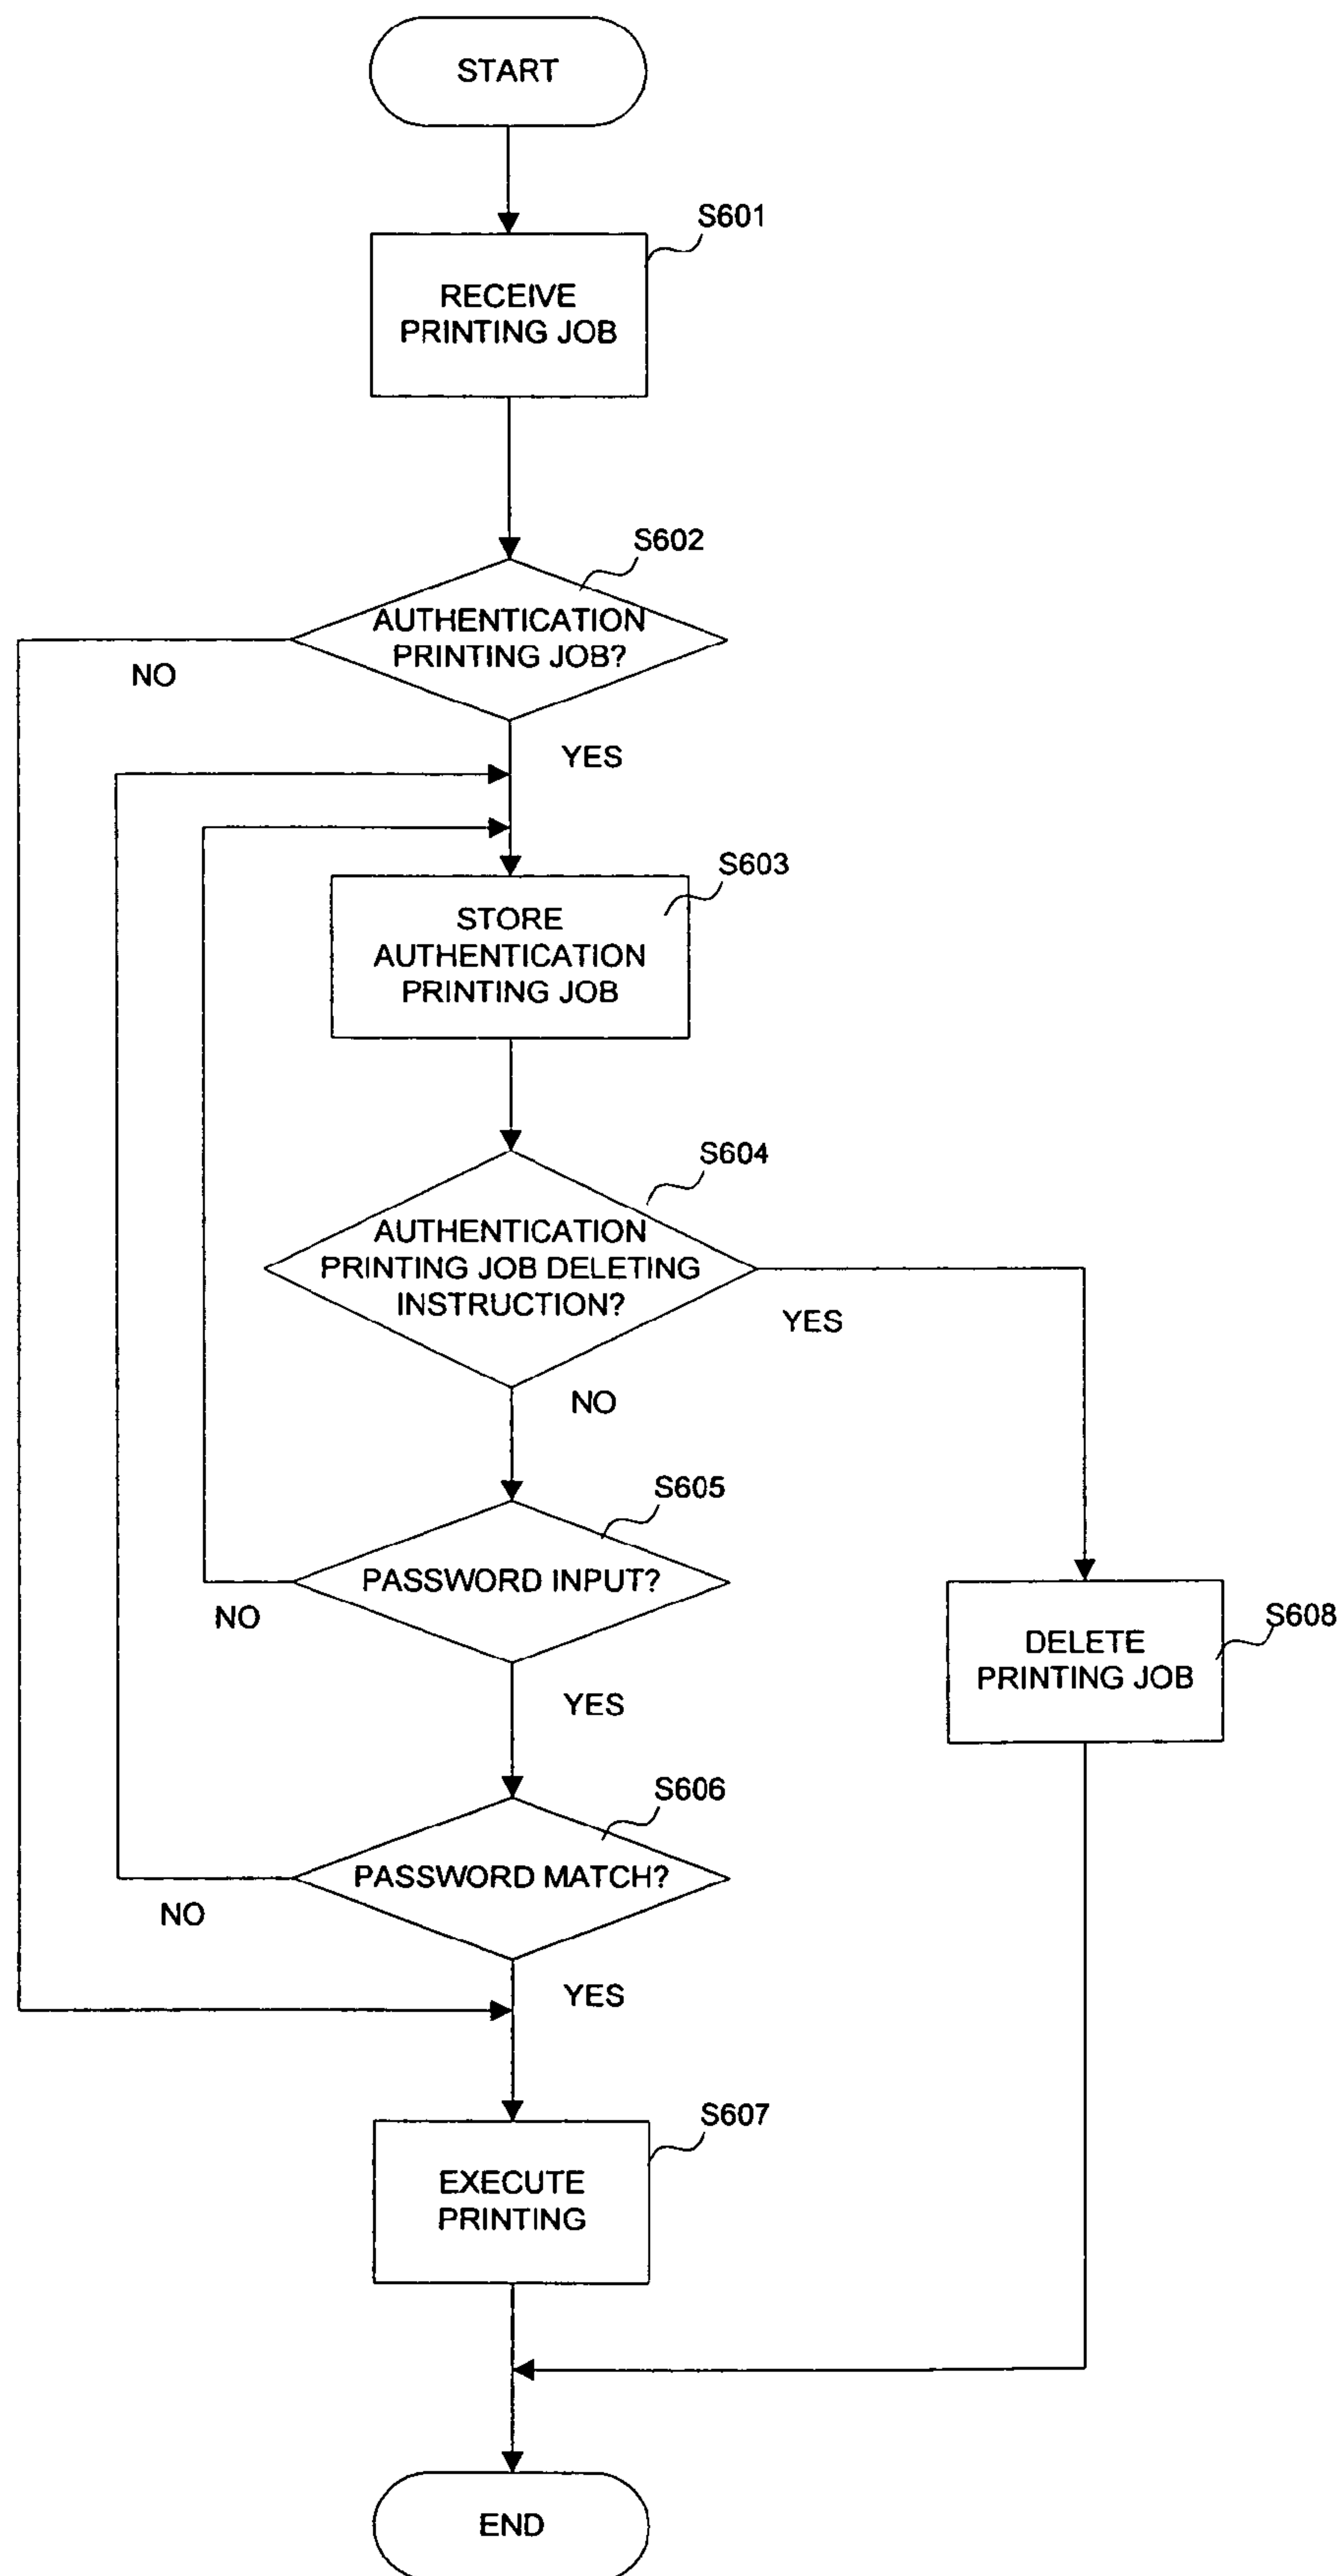 START
S601
RECEIVE
PRINTING JOB
S602
AUTHENTICATION
PRINTING JOB?
NO
YES
S603
STORE
AUTHENTICATION
PRINTING JOB
S604
AUTHENTICATION
PRINTING JOB DELETING
INSTRUCTION?
YES
NO
S605
PASSWORD INPUT?
NO
S608
DELETE
PRINTING JOB
YES
S606
PASSWORD MATCH?
NO
YES
S607
EXECUTE
PRINTING
END